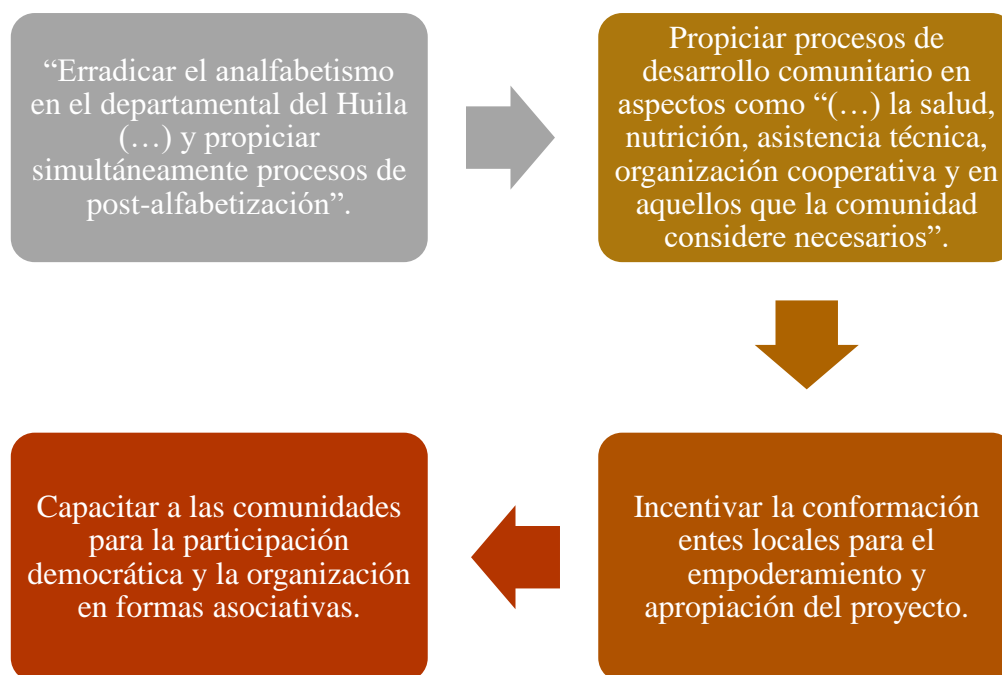 “Erradicar el analfabetismo
en el departamental del Huila
(…) y propiciar
simultáneamente procesos de
post-alfabetización”.
Propiciar procesos de
desarrollo comunitario en
aspectos como “(…) la salud,
nutrición, asistencia técnica,
organización cooperativa y en
aquellos que la comunidad
considere necesarios”.
Incentivar la conformación
entes locales para el
empoderamiento y
apropiación del proyecto.
Capacitar a las comunidades
para la participación
democrática y la organización
en formas asociativas.